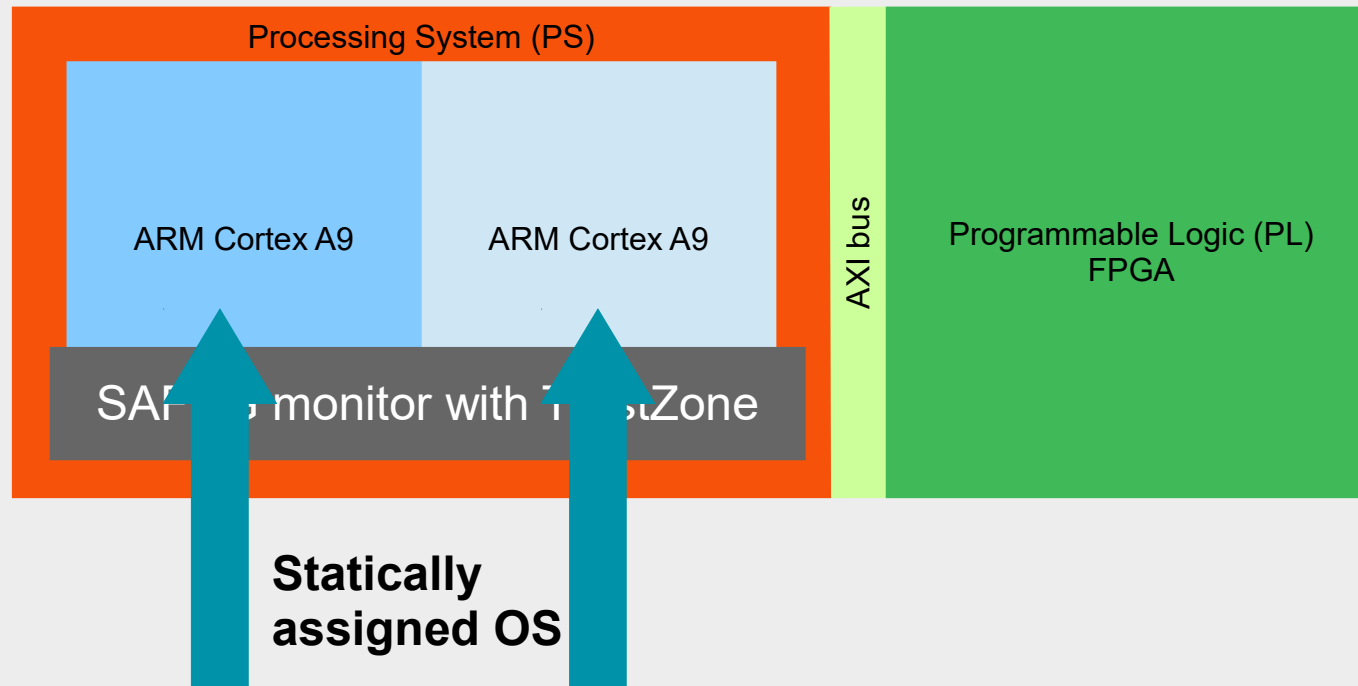 Processing System (PS)
ARM Cortex A9
ARM Cortex A9
AXI bus
Programmable Logic (PL)
FPGA
monitor with
Statically
assigned OS